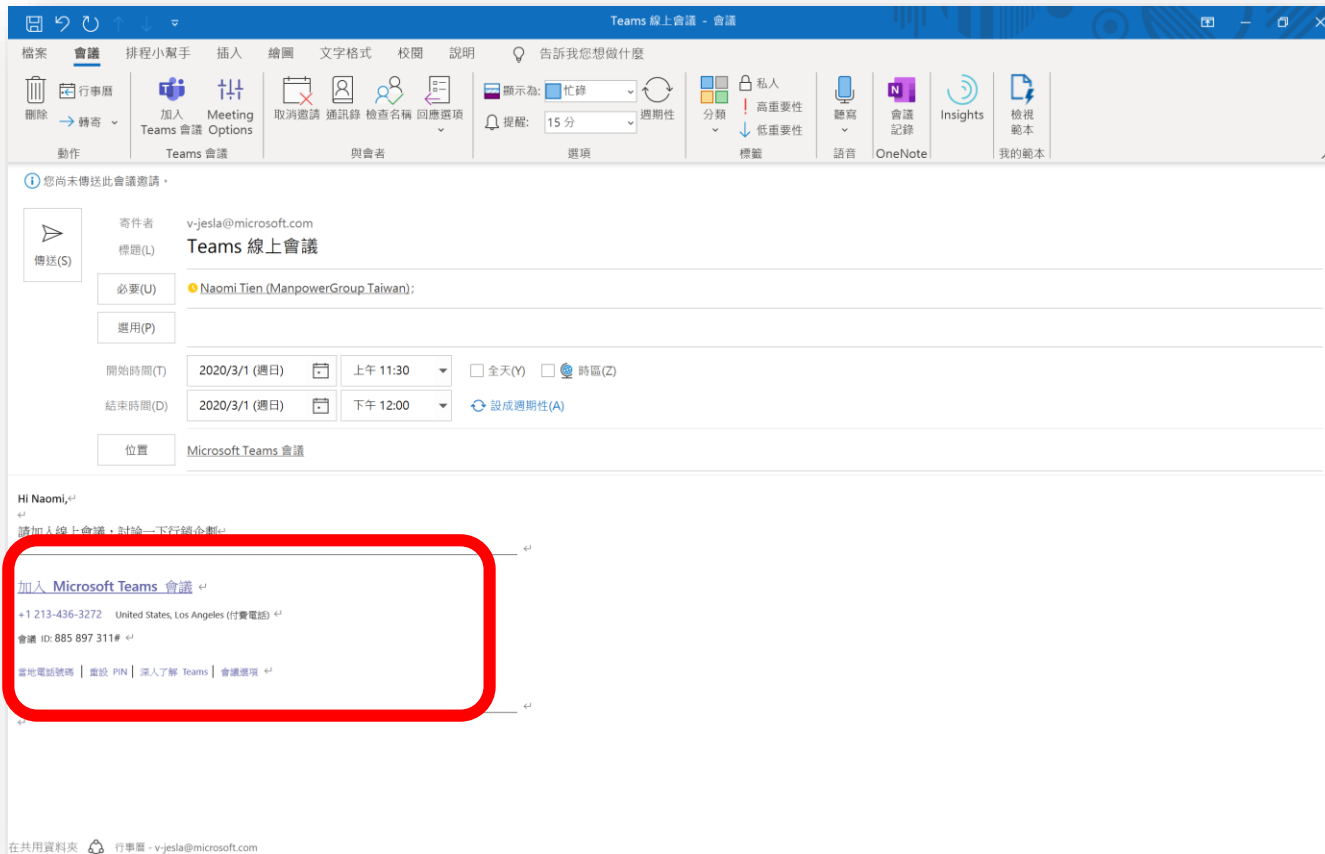 Teams 線上會議 - 會議
檔案 會議 排程小幫手 插入 繪圖 文字格式 校閱 說明 告訴我您想做什麼
刪除 行事曆 轉寄 加入 Teams 會議 Meeting Options 取消邀請 通訊錄 檢查名稱 回應選項 顯示為: 忙碌 提醒: 15 分 週期性 分類 私人 高重要性 低重要性 聽寫 會議記錄 Insights 檢視範本
動作 Teams 會議 與會者 選項 標籤 語音 OneNote 我的範本
您尚未傳送此會議邀請。
傳送(S)
寄件者 v-jesla@microsoft.com
標題(L) Teams 線上會議
必要(U) Naomi Tien (ManpowerGroup Taiwan);
選用(P)
開始時間(T) 2020/3/1 (週日) 上午 11:30 全天(Y) 時區(Z)
結束時間(D) 2020/3/1 (週日) 下午 12:00 設成週期性(A)
位置 Microsoft Teams 會議
Hi Naomi,
請加入線上會議，討論一下行銷企劃
加入 Microsoft Teams 會議
+1 213-436-3272 United States, Los Angeles (付費電話)
會議 ID: 885 897 311#
當地電話號碼 | 重設 PIN | 深入了解 Teams | 會議選項
在共用資料夾 行事曆 - v-jesla@microsoft.com